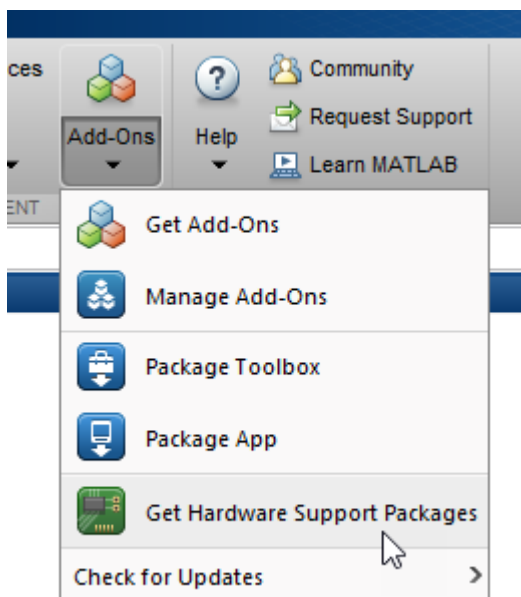 ces
Add-Ons
Help
Community
Request Support
Learn MATLAB
ENT
Get Add-Ons
Manage Add-Ons
Package Toolbox
Package App
Get Hardware Support Packages
Check for Updates